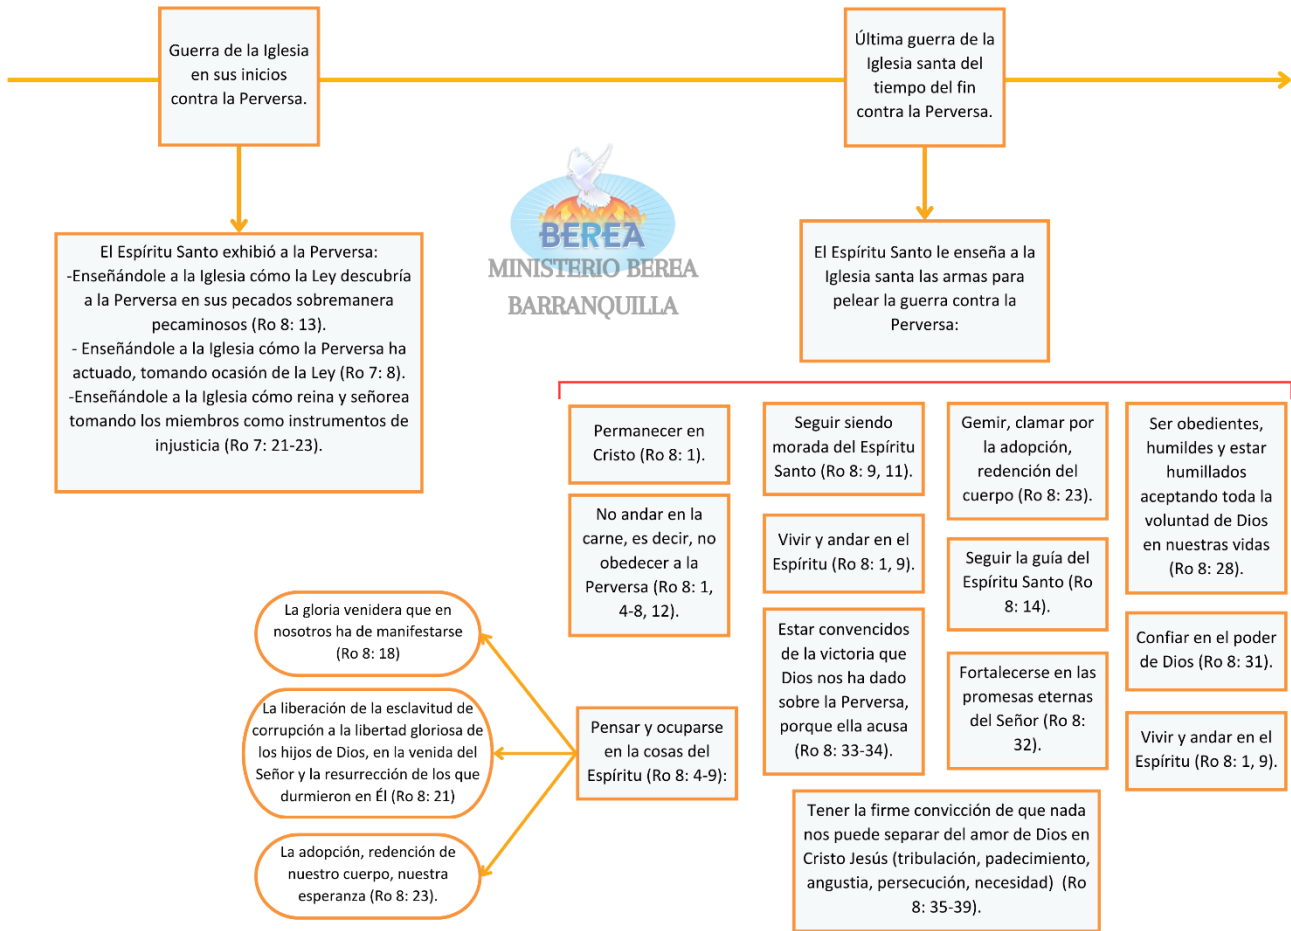 Guerra de la Iglesia
en sus inicios
contra la Perversa.
Última guerra de la
Iglesia santa del
tiempo del fin
contra la Perversa.
El Espíritu Santo exhibió a la Perversa:
-Enseñándole a la Iglesia cómo la Ley descubría
a la Perversa en sus pecados sobremanera
pecaminosos (Ro 8: 13).
- Enseñándole a la Iglesia cómo la Perversa ha
actuado, tomando ocasión de la Ley (Ro 7: 8).
-Enseñándole a la Iglesia cómo reina y señorea
tomando los miembros como instrumentos de
injusticia (Ro 7: 21-23).
BEREA
MINISTERIO BEREA
BARRANQUILLA
El Espíritu Santo le enseña a la
Iglesia santa las armas para
pelear la guerra contra la
Perversa:
Permanecer en
Cristo (Ro 8: 1).
No andar en la
carne, es decir, no
obedecer a la
Perversa (Ro 8: 1,
4-8, 12).
Pensar y ocuparse
en la cosas del
Espíritu (Ro 8: 4-9):
La gloria venidera que en
nosotros ha de manifestarse
(Ro 8: 18)
La liberación de la esclavitud de
corrupción a la libertad gloriosa de
los hijos de Dios, en la venida del
Señor y la resurrección de los que
durmieron en Él (Ro 8: 21)
La adopción, redención de
nuestro cuerpo, nuestra
esperanza (Ro 8: 23).
Seguir siendo
morada del Espíritu
Santo (Ro 8: 9, 11).
Vivir y andar en el
Espíritu (Ro 8: 1, 9).
Estar convencidos
de la victoria que
Dios nos ha dado
sobre la Perversa,
porque ella acusa
(Ro 8: 33-34).
Gemir, clamar por
la adopción,
redención del
cuerpo (Ro 8: 23).
Seguir la guía del
Espíritu Santo (Ro
8: 14).
Fortalecerse en las
promesas eternas
del Señor (Ro 8:
32).
Ser obedientes,
humildes y estar
humillados
aceptando toda la
voluntad de Dios
en nuestras vidas
(Ro 8: 28).
Confiar en el poder
de Dios (Ro 8: 31).
Vivir y andar en el
Espíritu (Ro 8: 1, 9).
Tener la firme convicción de que nada
nos puede separar del amor de Dios en
Cristo Jesús (tribulación, padecimiento,
angustia, persecución, necesidad) (Ro
8: 35-39).